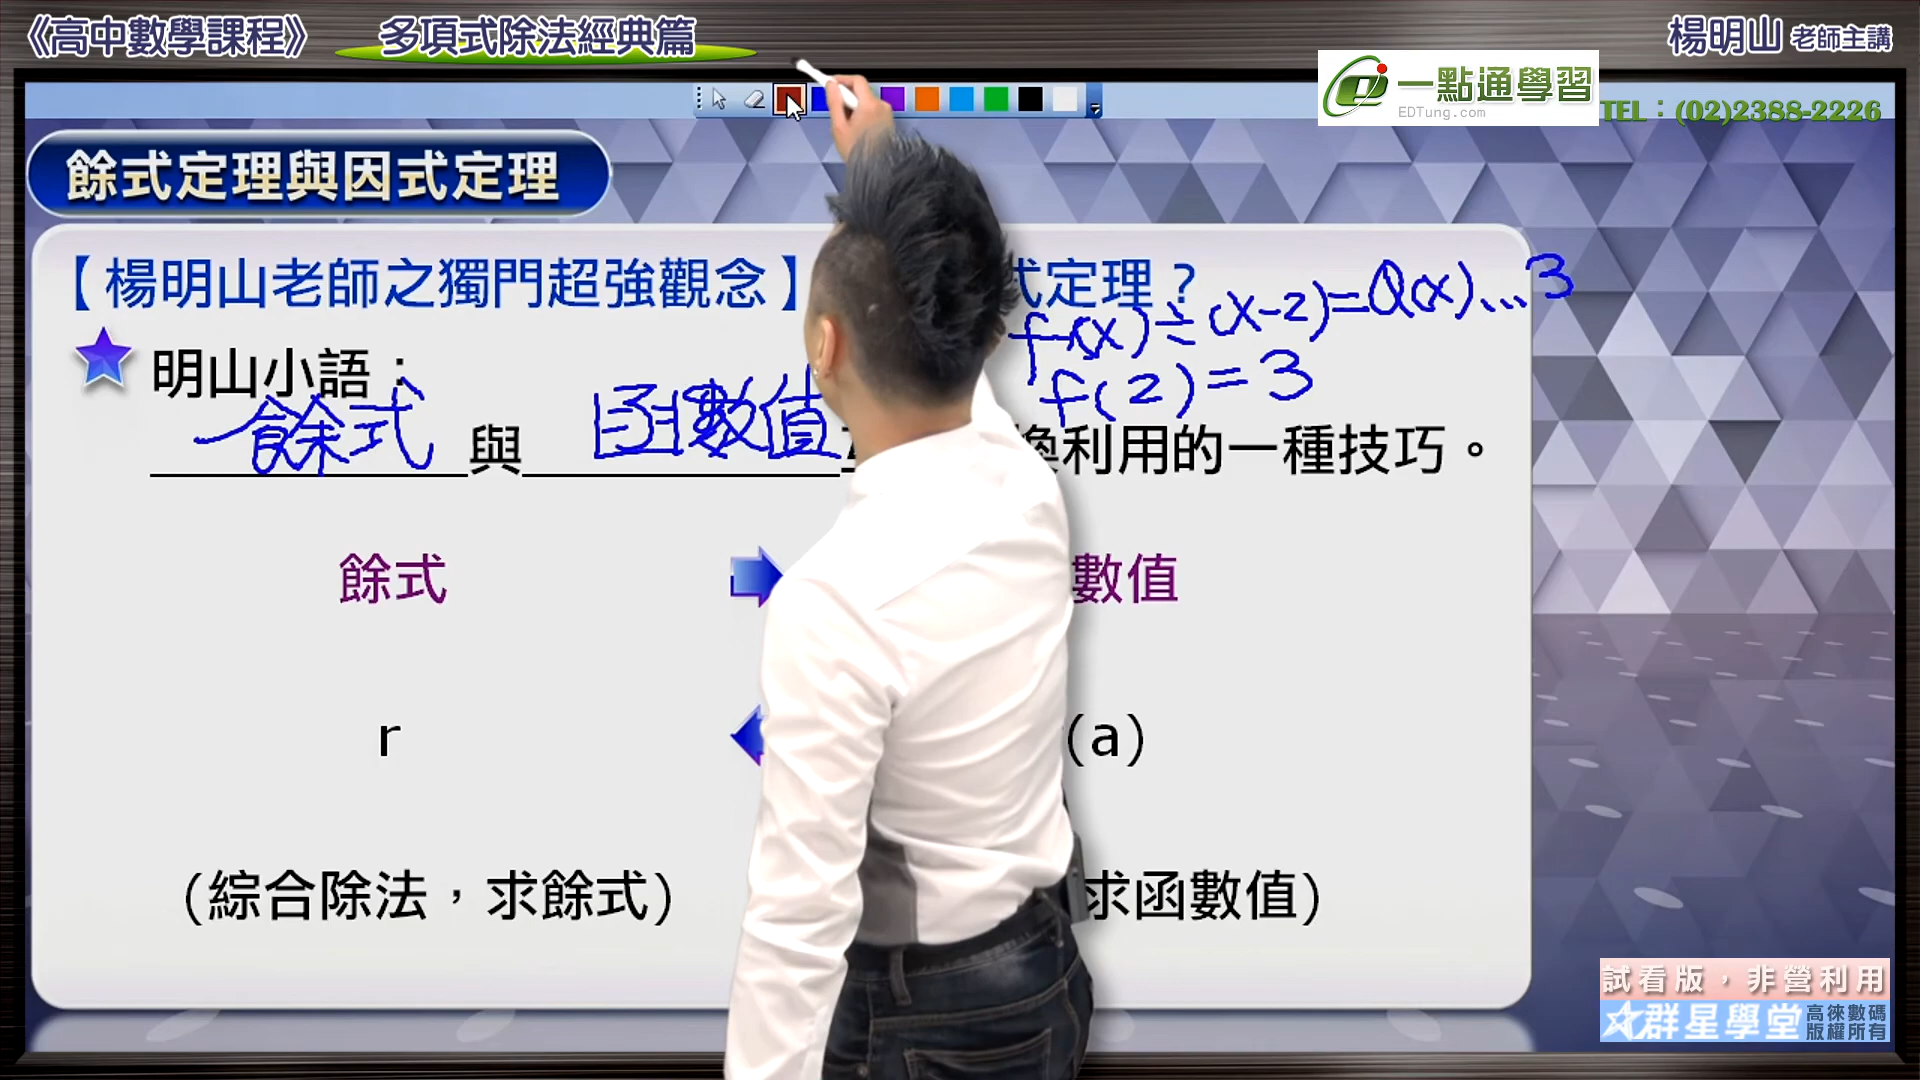 《高中數學課程》 多項式除法經典篇 楊明山 老師主講
一點通學習
EDTung.com
TEL：(02)2388-2226
餘式定理與因式定理
【楊明山老師之獨門超強觀念】 式定理？
f(x)÷(x-2)=Q(x)...3
明山小語：
f(2)=3
餘式 與 函數值 換利用的一種技巧。
餘式 數值
r (a)
(綜合除法，求餘式) 求函數值)
試看版，非營利用
群星學堂 高徠數碼 版權所有